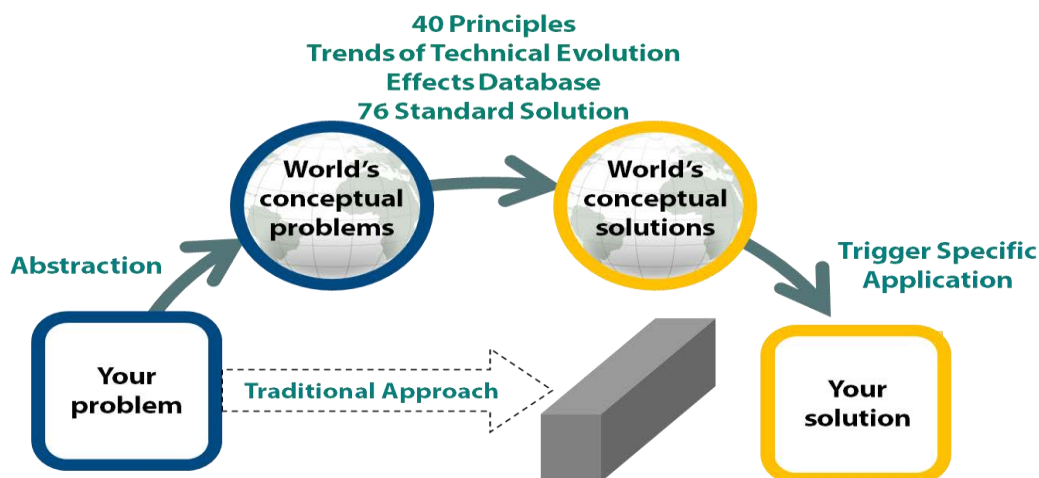 40 Principles
Trends of Technical Evolution
Effects Database
76 Standard Solution
World's
conceptual
problems
World's
conceptual
solutions
Abstraction
Trigger Specific
Application
Your
problem
Traditional Approach
Your
solution